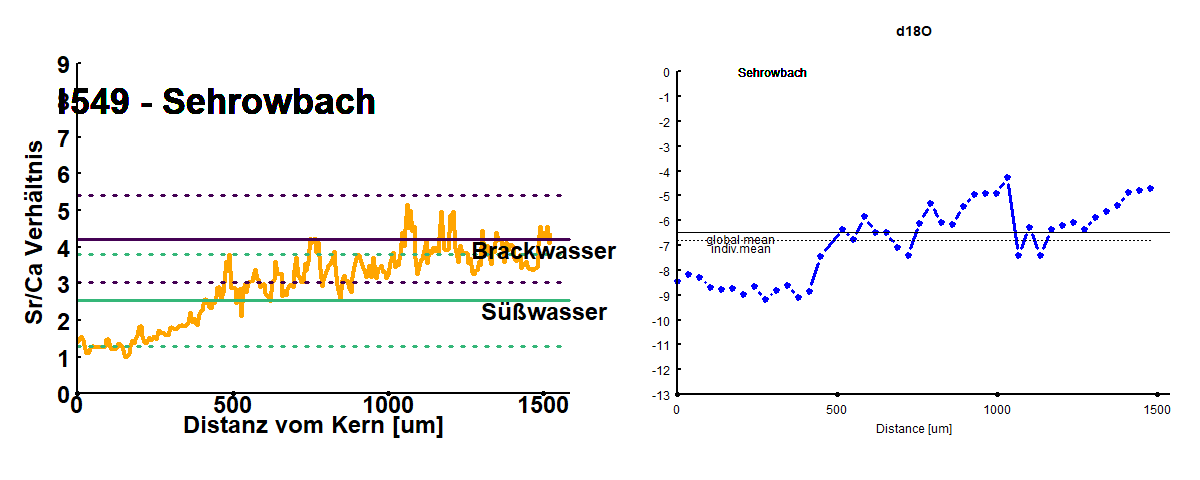 9
8
7
6
5
4
3
2
1
0
I549 - Sehrowbach
Sr/Ca Verhältnis
Brackwasser
Süßwasser
0 500 1000 1500
Distanz vom Kern [um]
d18O
Sehrowbach
0
-1
-2
-3
-4
-5
-6
-7
-8
-9
-10
-11
-12
-13
global mean
indiv.mean
0 500 1000 1500
Distance [um]